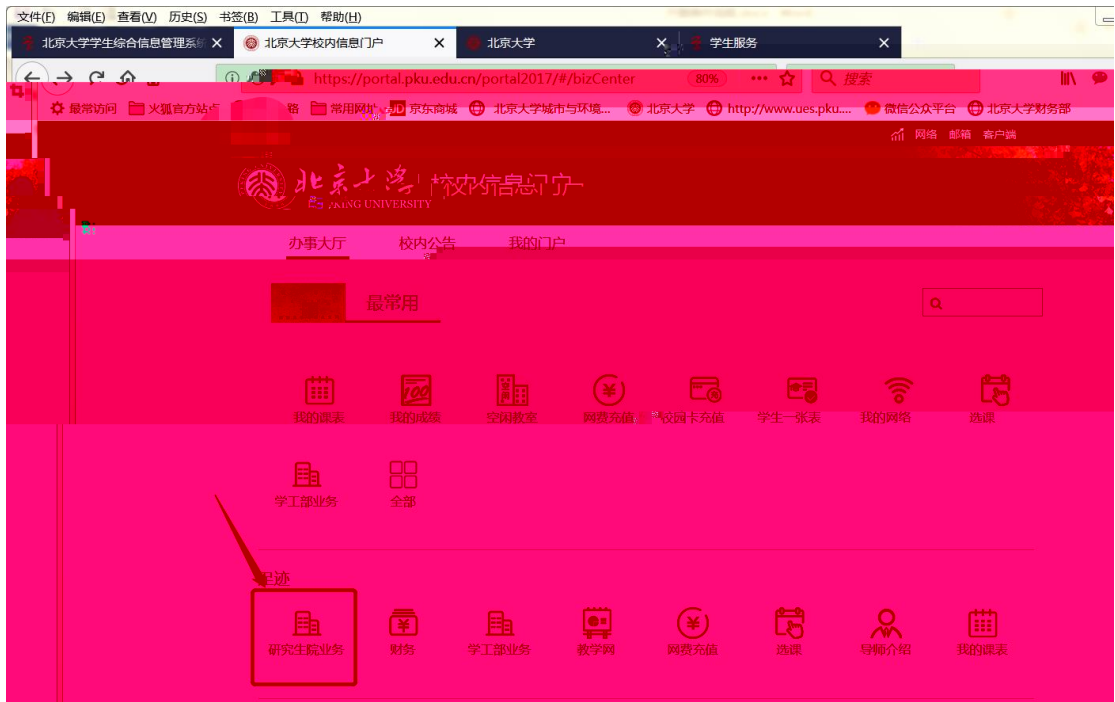 文件(F) 编辑(E) 查看(V) 历史(S) 书签(B) 工具(T) 帮助(H)
北京大学学生综合信息管理系统 北京大学校内信息门户 北京大学 学生服务
https://portal.pku.edu.cn/portal2017/#/bizCenter 80% 搜索
最常访问 火狐官方站点 常用网址 JD 京东商城 北京大学城市与环境... 北京大学 http://www.ues.pku.... 微信公众平台 北京大学财务部
网络 邮箱 客户端
北京大学 校内信息门户
UNIVERSITY
办事大厅 校内公告 我的门户
最常用
我的课表 我的成绩 空闲教室 网费充值 校园卡充值 学生一张表 我的网络 选课
学工部业务 全部
足迹
研究生院业务 财务 学工部业务 教学网 网费充值 选课 导师介绍 我的课表